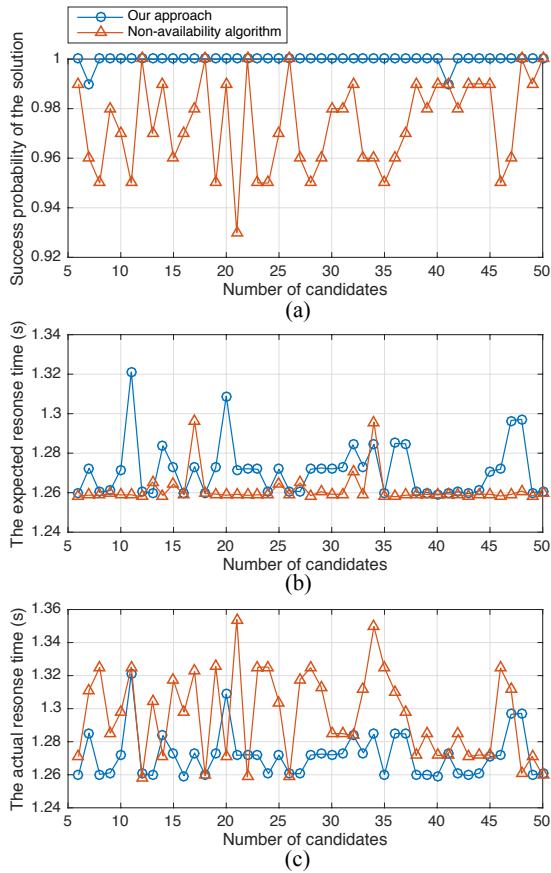 Our approach
Non-availability algorithm
1
0.98
0.96
0.94
0.92
Success probability of the solution
5 10 15 20 25 30 35 40 45 50
Number of candidates
(a)
1.34
1.32
1.3
1.28
1.26
1.24
The expected resonse time (s)
5 10 15 20 25 30 35 40 45 50
Number of candidates
(b)
1.36
1.34
1.32
1.30
1.28
1.26
1.24
The actual resonse time (s)
5 10 15 20 25 30 35 40 45 50
Number of candidates
(c)